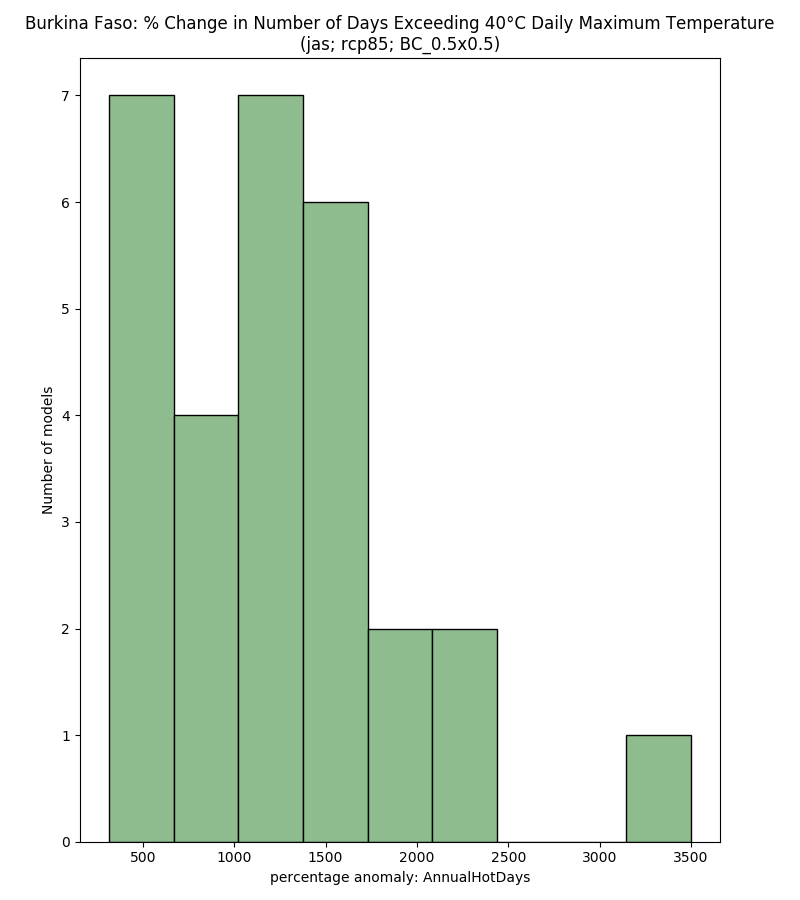 Burkina Faso: % Change in Number of Days Exceeding 40°C Daily Maximum Temperature
(jas; rcp85; BC_0.5x0.5)
7
6
5
4
3
2
1
0
Number of models
500 1000 1500 2000 2500 3000 3500
percentage anomaly: AnnualHotDays